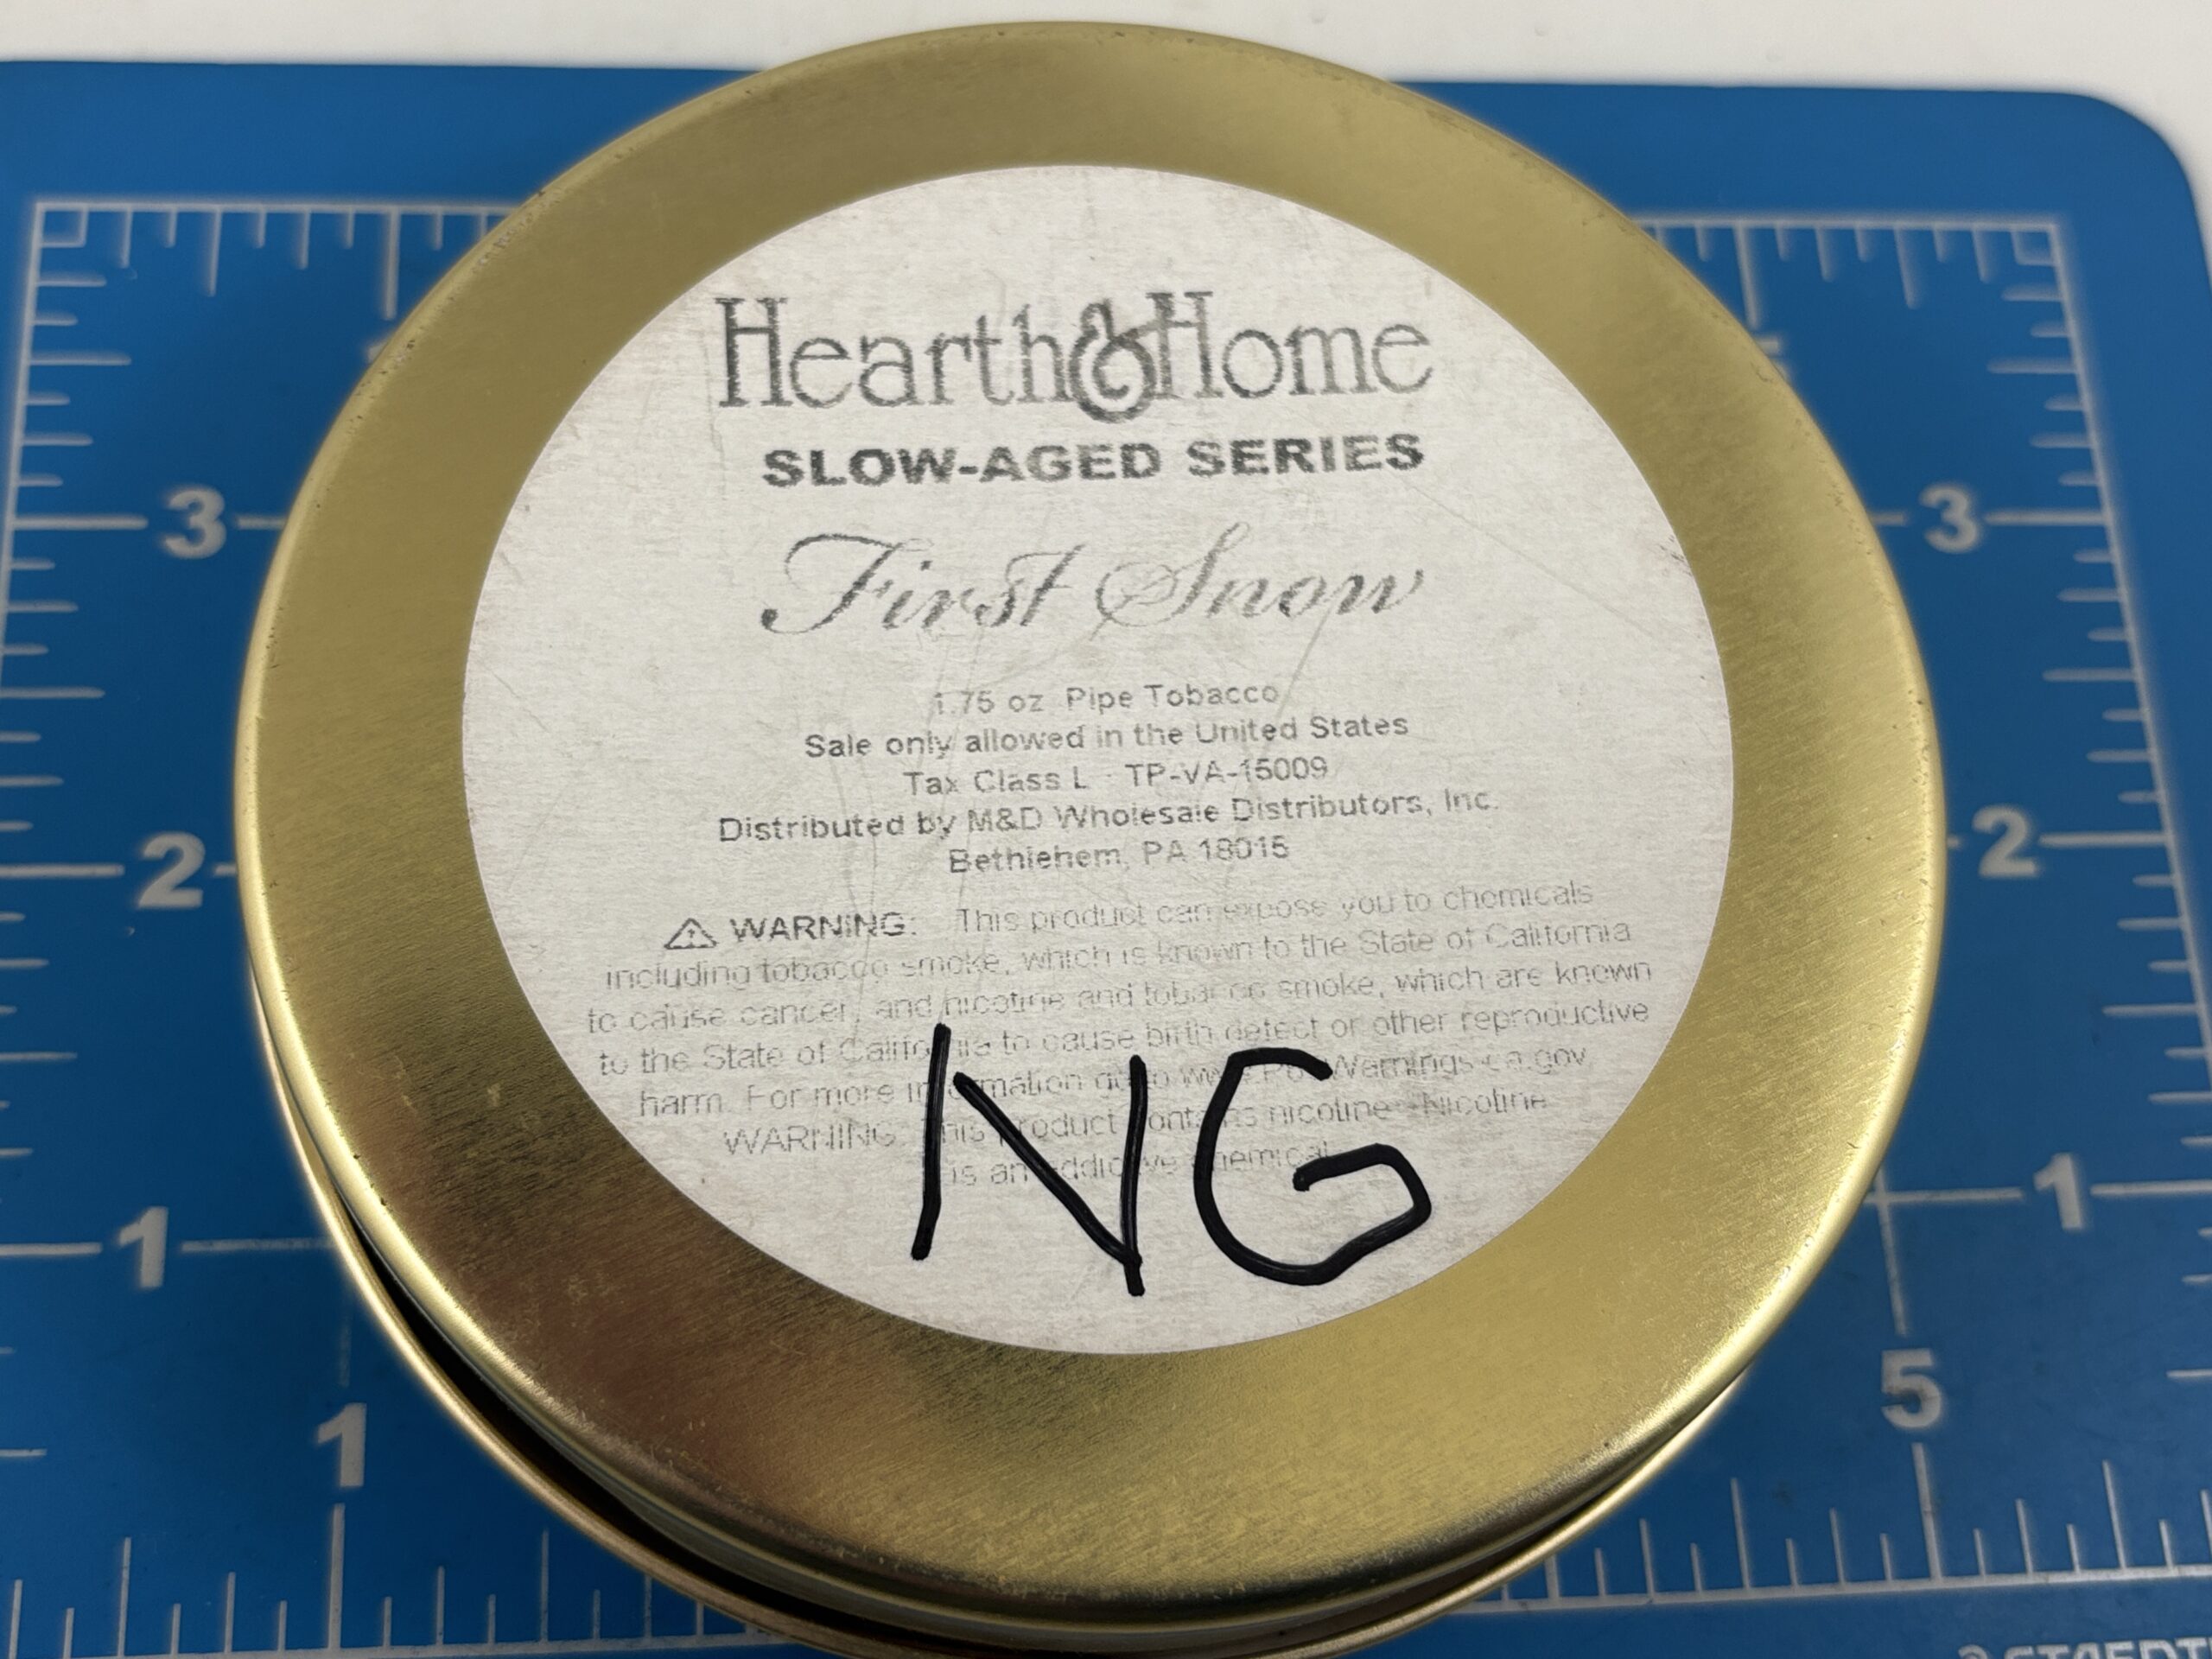 Hearth & Home
SLOW-AGED SERIES
First Snow
1.75 oz Pipe Tobacco
Sale only allowed in the United States
Tax Class L - TP-VA-15009
Distributed by M&D Wholesale Distributors, Inc.
Bethlehem, PA 18015
WARNING: This product can expose you to chemicals
including tobacco smoke, which is known to the State of California
to cause cancer, and nicotine and tobacco smoke, which are known
to the State of California to cause birth defect or other reproductive
harm. For more information go to www.P65Warnings.ca.gov
WARNING: This product contains nicotine. Nicotine
is an addictive chemical.
NG
3
3
2
2
1
1
1
5